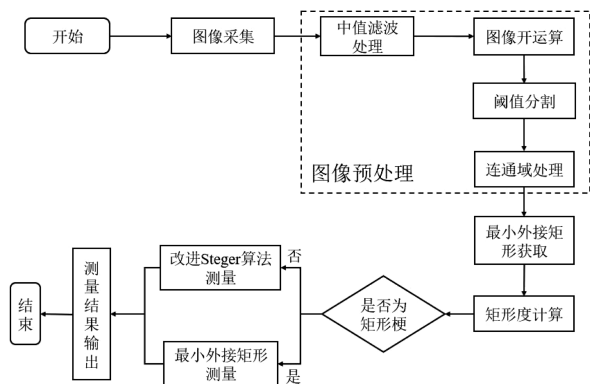 开始
图像采集
中值滤波
处理
图像开运算
阈值分割
图像预处理
连通域处理
最小外接矩
形获取
矩形度计算
是否为
矩形梗
否
改进Steger算法
测量
是
最小外接矩形
测量
测量结果输出
结束